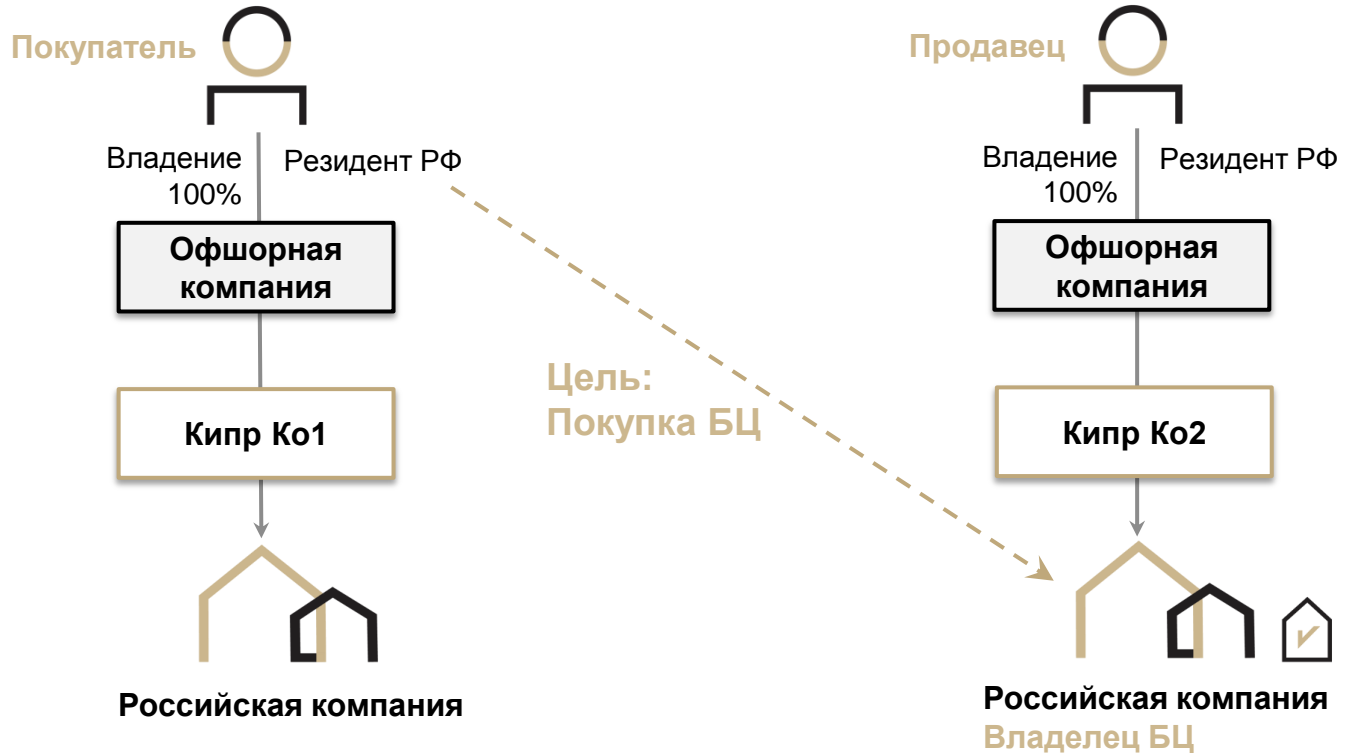 Покупатель
Владение
100%
Резидент РФ
Офшорная
компания
Кипр Ко1
Российская компания
Цель:
Покупка БЦ
Продавец
Владение
100%
Резидент РФ
Офшорная
компания
Кипр Ко2
Российская компания
Владелец БЦ